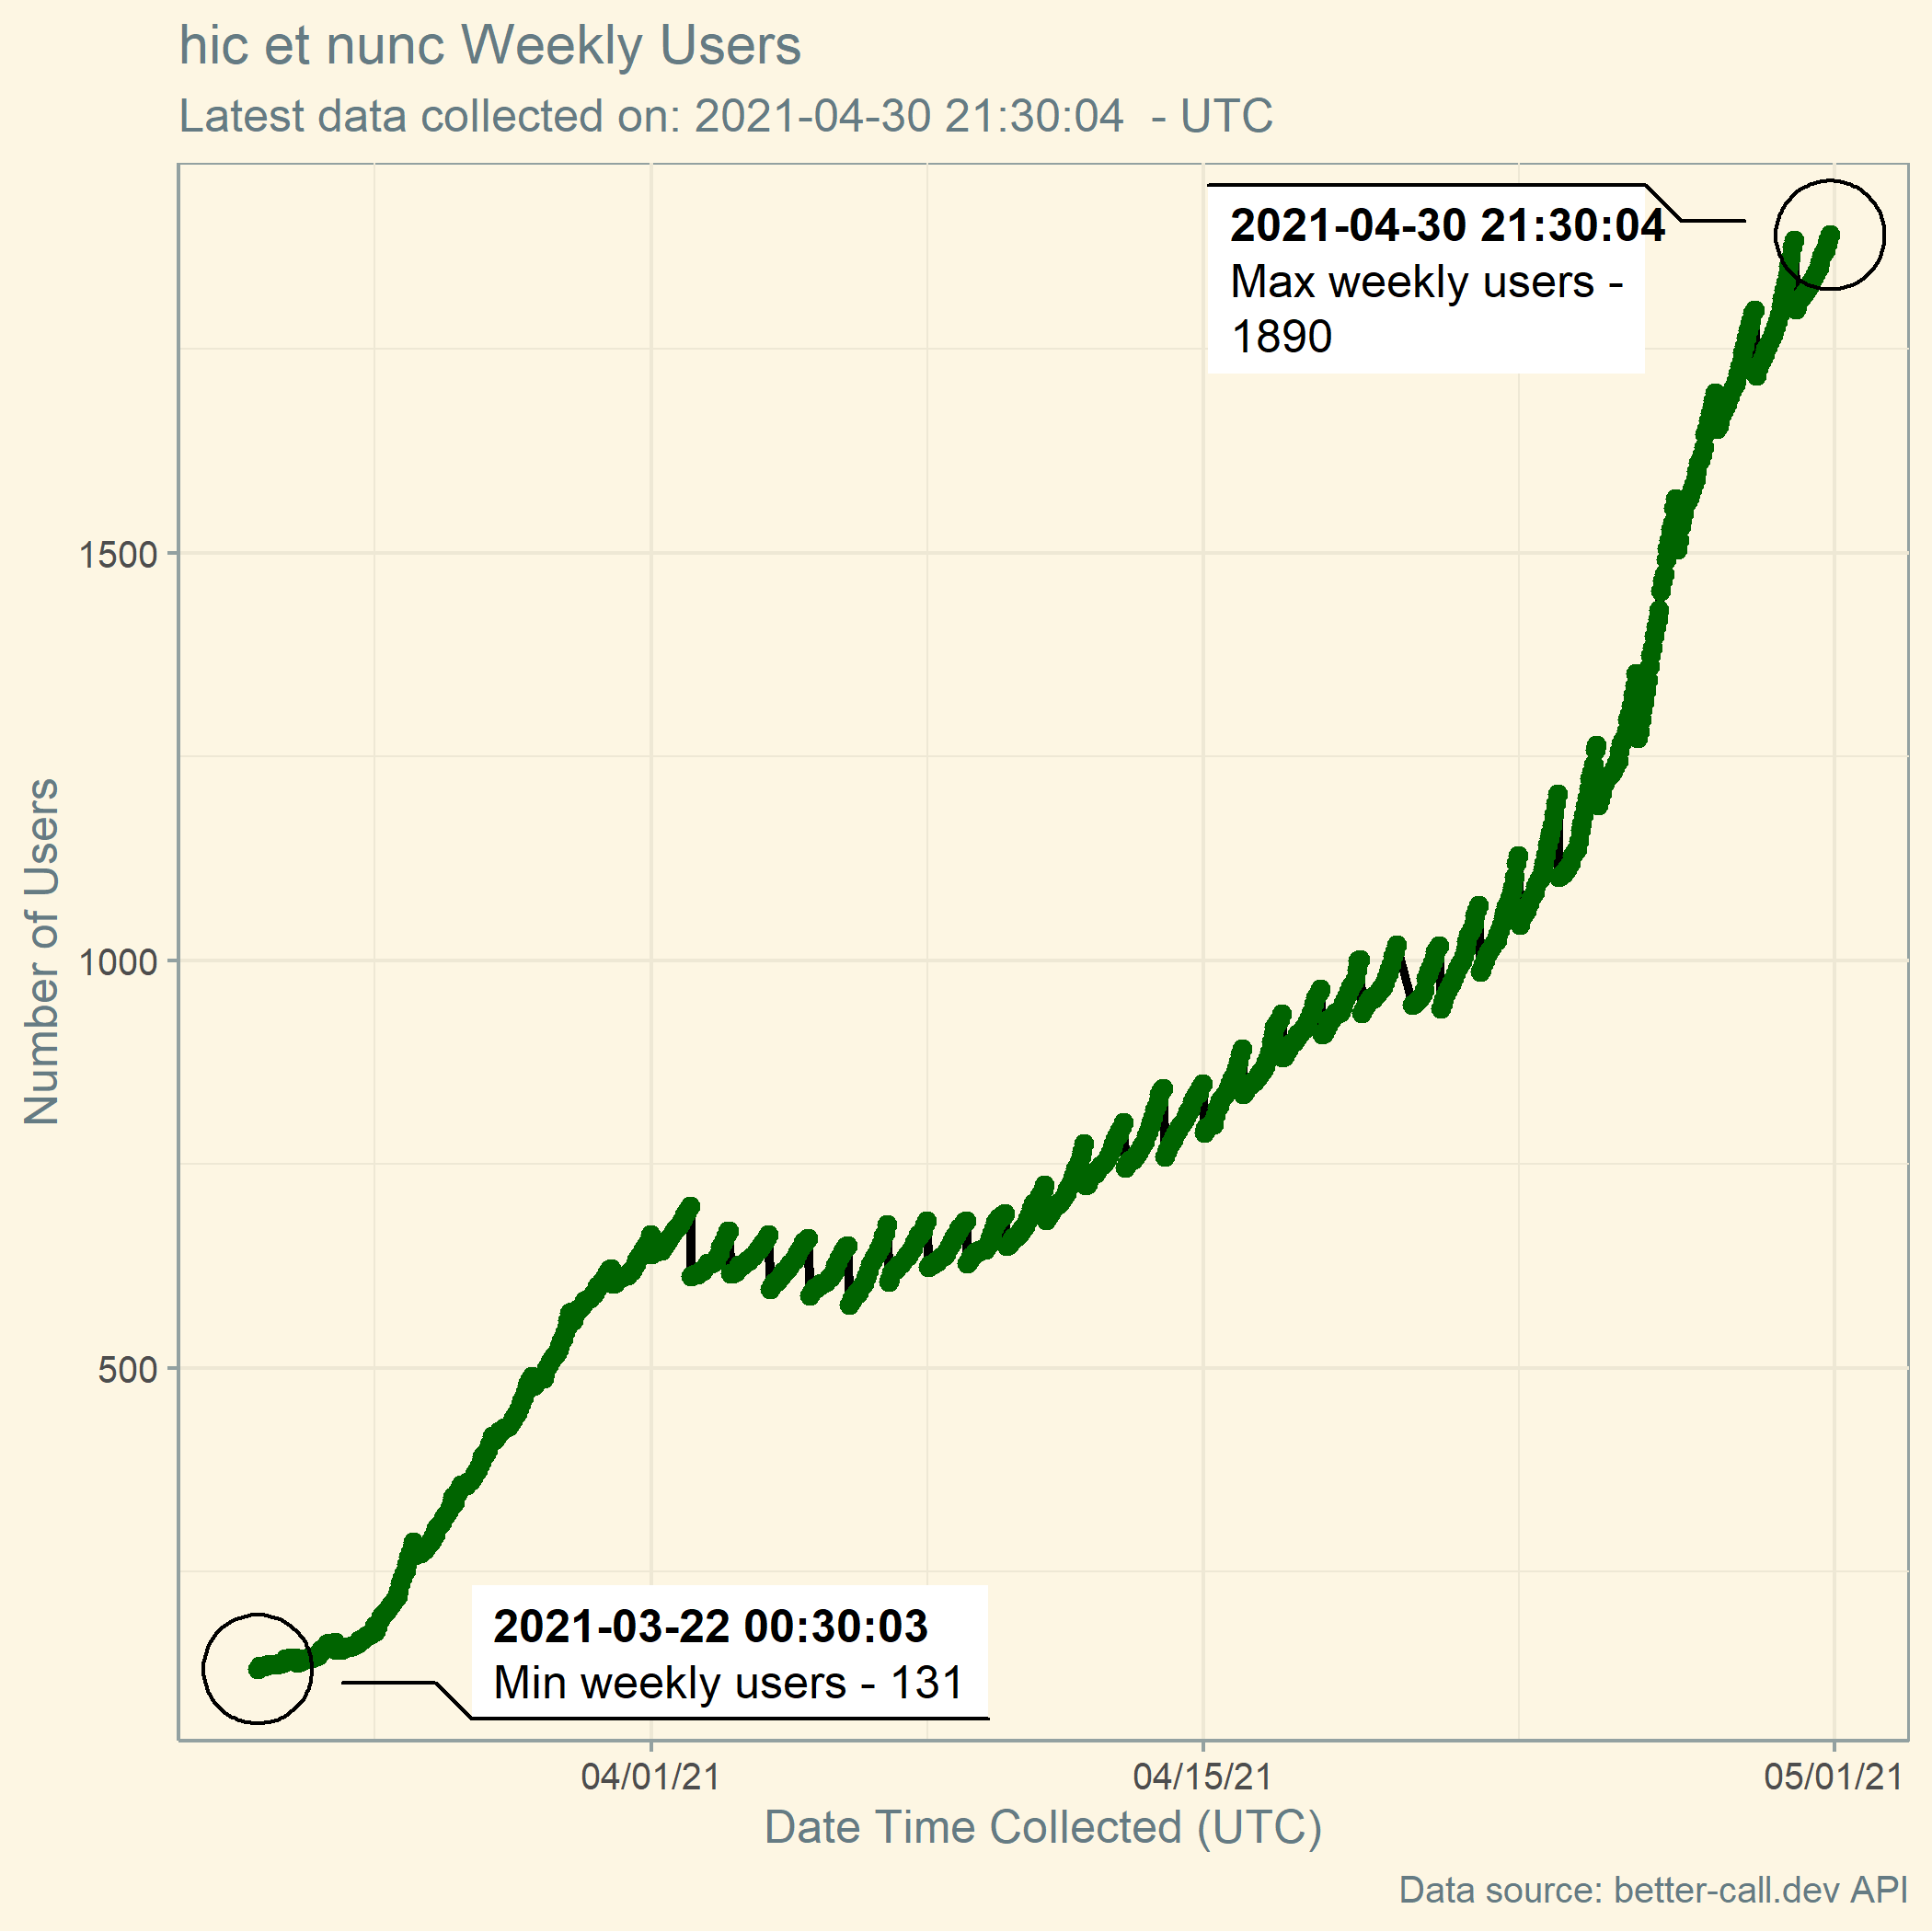 hic et nunc Weekly Users
Latest data collected on: 2021-04-30 21:30:04  - UTC
2021-04-30 21:30:04
Max weekly users -
1890
Number of Users
1500
1000
500
2021-03-22 00:30:03
Min weekly users - 131
04/01/21
04/15/21
05/01/21
Date Time Collected (UTC)
Data source: better-call.dev API